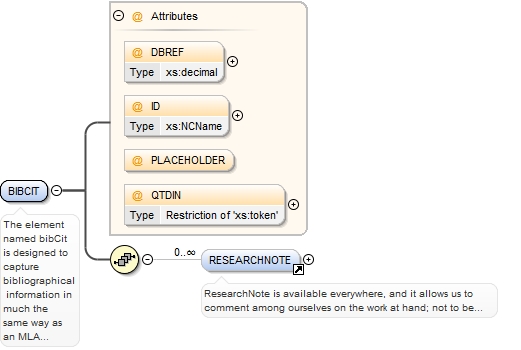 @ Attributes
@ DBREF
Type xs:decimal
@ ID
Type xs:NCName
@ PLACEHOLDER
@ QTDIN
Type Restriction of 'xs:token'
BIBCIT
The element
named bibCit
is designed to
capture
bibliographical
information in
much the
same way as
an MLA...
0..∞
RESEARCHNOTE
ResearchNote is available everywhere, and it allows us to
comment among ourselves on the work at hand; not to be...